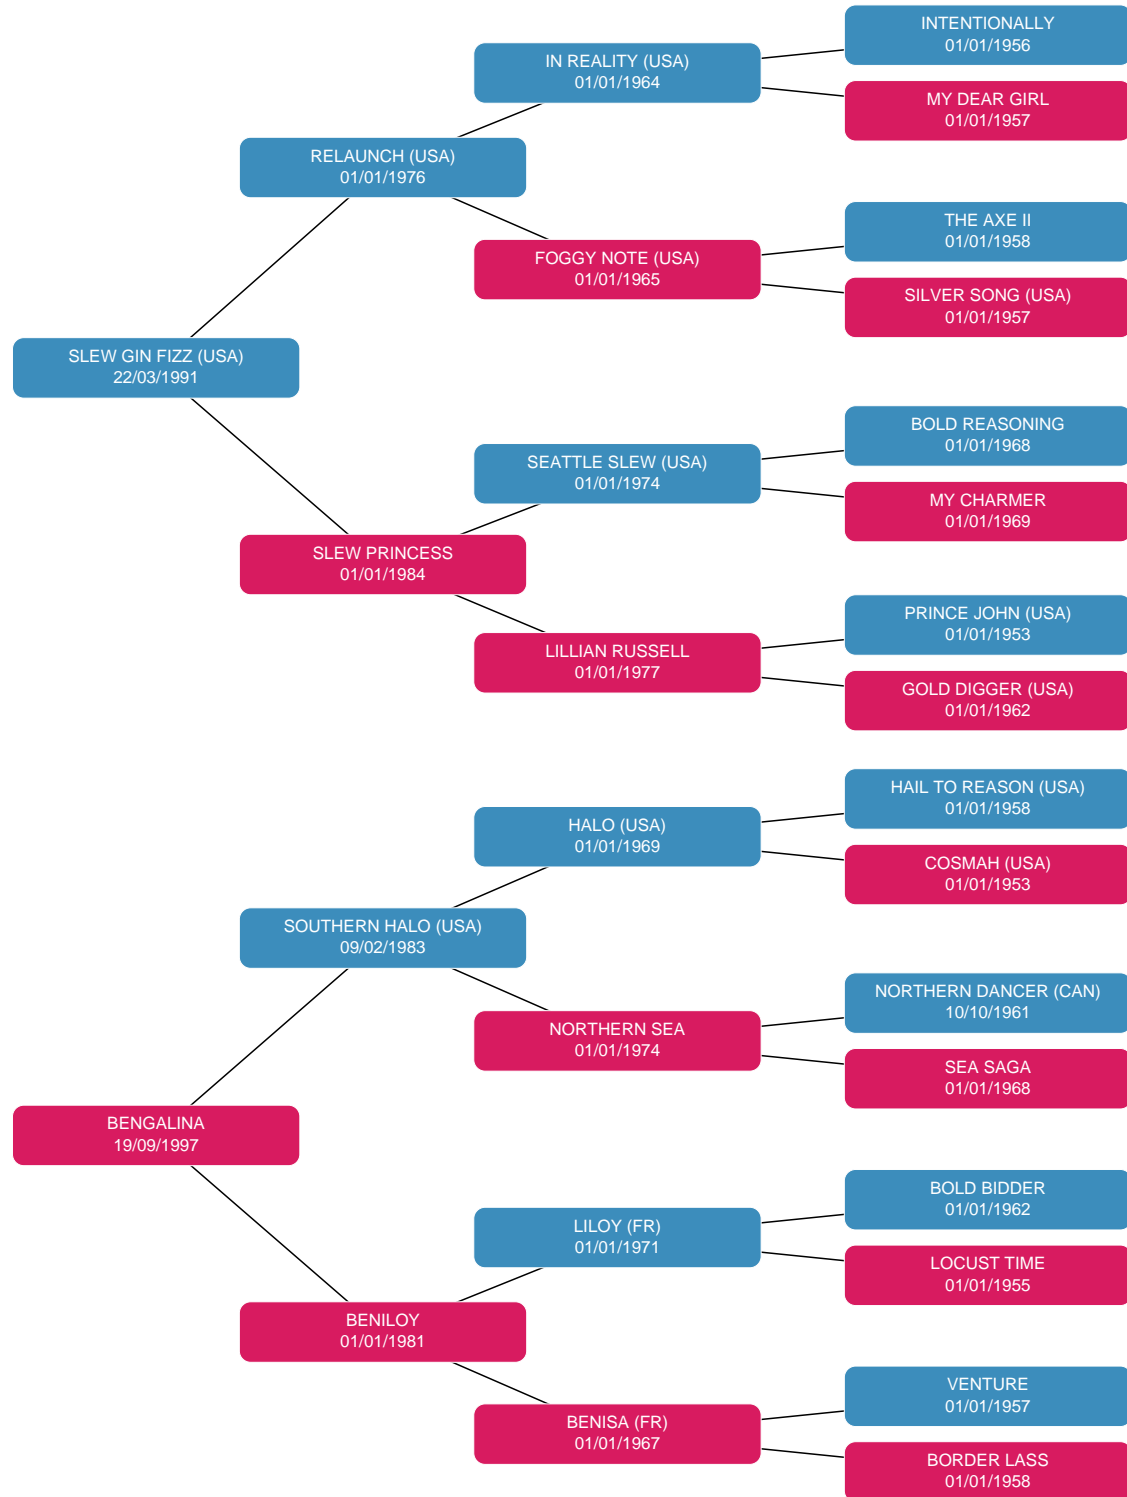 INTENTIONALLY
01/01/1956
IN REALITY (USA)
01/01/1964
MY DEAR GIRL
01/01/1957
RELAUNCH (USA)
01/01/1976
THE AXE II
01/01/1958
FOGGY NOTE (USA)
01/01/1965
SILVER SONG (USA)
01/01/1957
SLEW GIN FIZZ (USA)
22/03/1991
BOLD REASONING
01/01/1968
SEATTLE SLEW (USA)
01/01/1974
MY CHARMER
01/01/1969
SLEW PRINCESS
01/01/1984
PRINCE JOHN (USA)
01/01/1953
LILLIAN RUSSELL
01/01/1977
GOLD DIGGER (USA)
01/01/1962
HAIL TO REASON (USA)
01/01/1958
HALO (USA)
01/01/1969
COSMAH (USA)
01/01/1953
SOUTHERN HALO (USA)
09/02/1983
NORTHERN DANCER (CAN)
10/10/1961
NORTHERN SEA
01/01/1974
SEA SAGA
01/01/1968
BENGALINA
19/09/1997
BOLD BIDDER
01/01/1962
LILOY (FR)
01/01/1971
LOCUST TIME
01/01/1955
BENILOY
01/01/1981
VENTURE
01/01/1957
BENISA (FR)
01/01/1967
BORDER LASS
01/01/1958